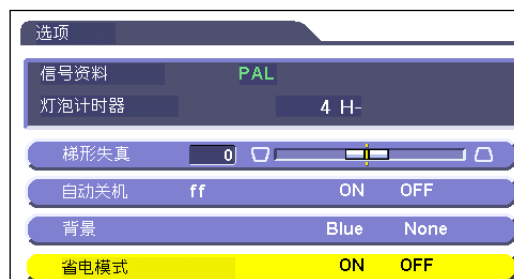 选项
信号资料 PAL
灯泡计时器 4 H-
梯形失真 0
自动关机 ff ON OFF
背景 Blue None
省电模式 ON OFF